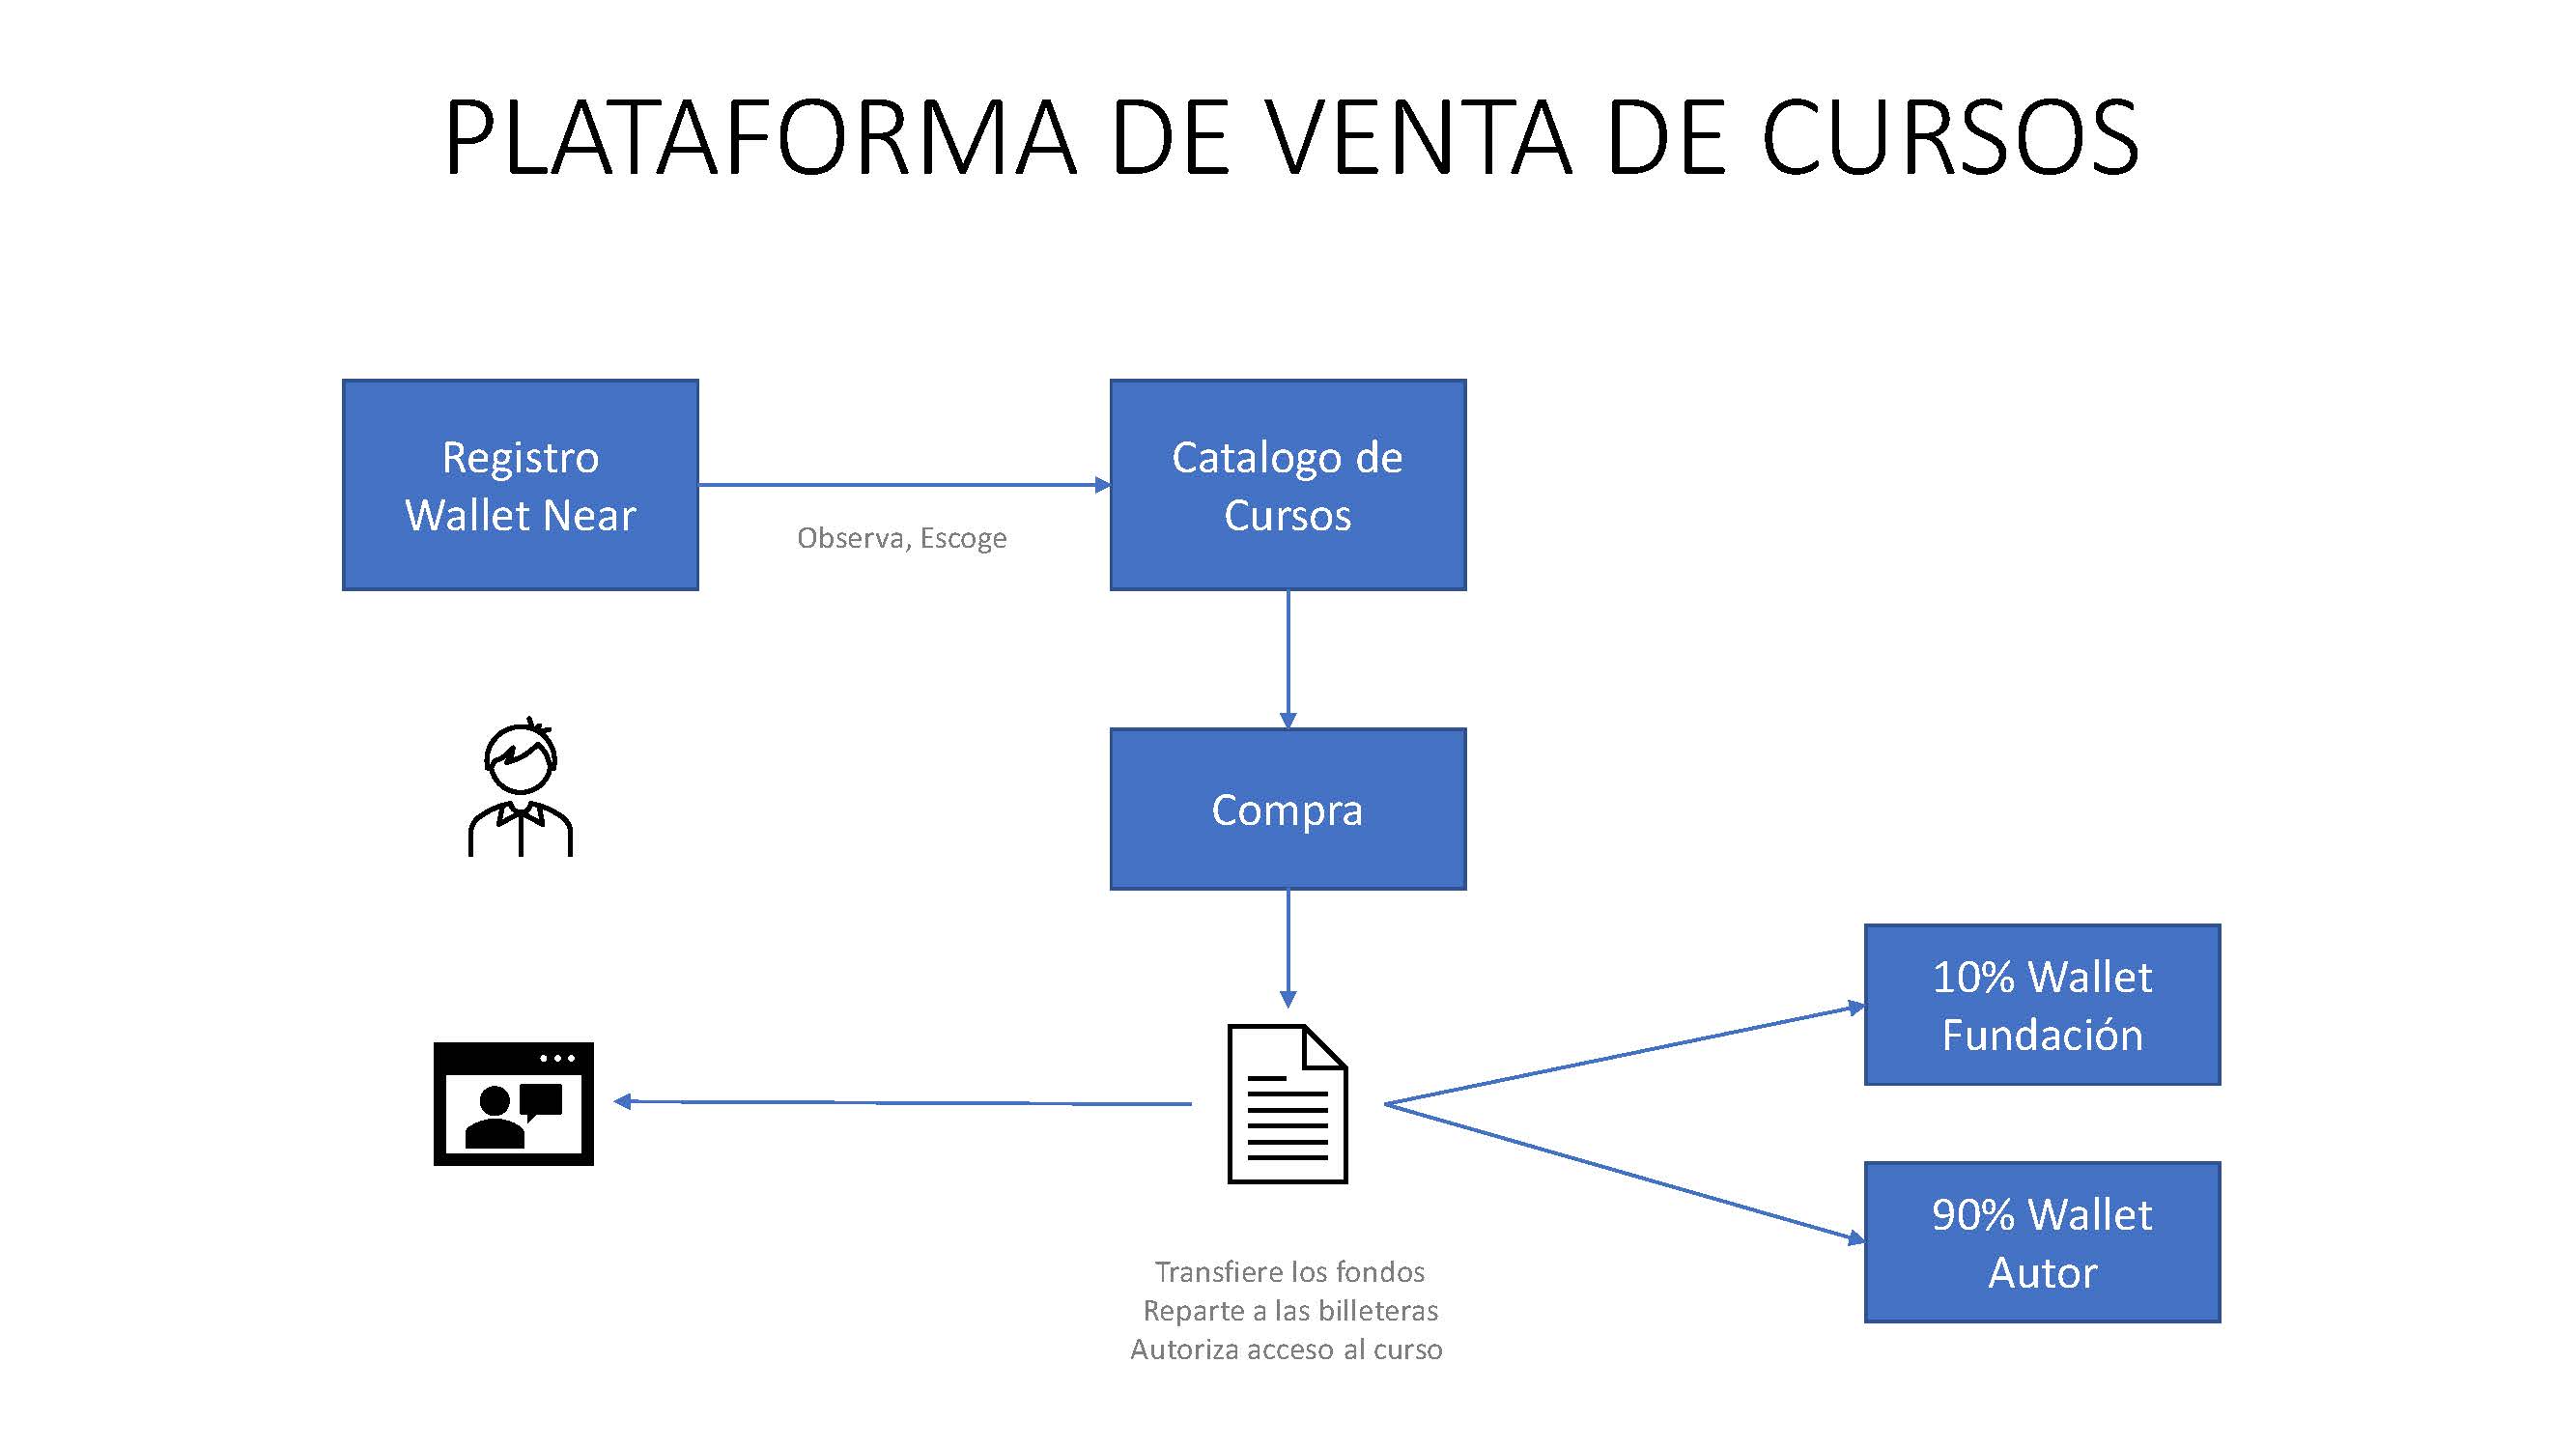 PLATAFORMA DE VENTA DE CURSOS
Registro
Wallet Near
Observa, Escoge
Catalogo de
Cursos
Compra
10% Wallet
Fundación
90% Wallet
Autor
Transfiere los fondos
Reparte a las billeteras
Autoriza acceso al curso